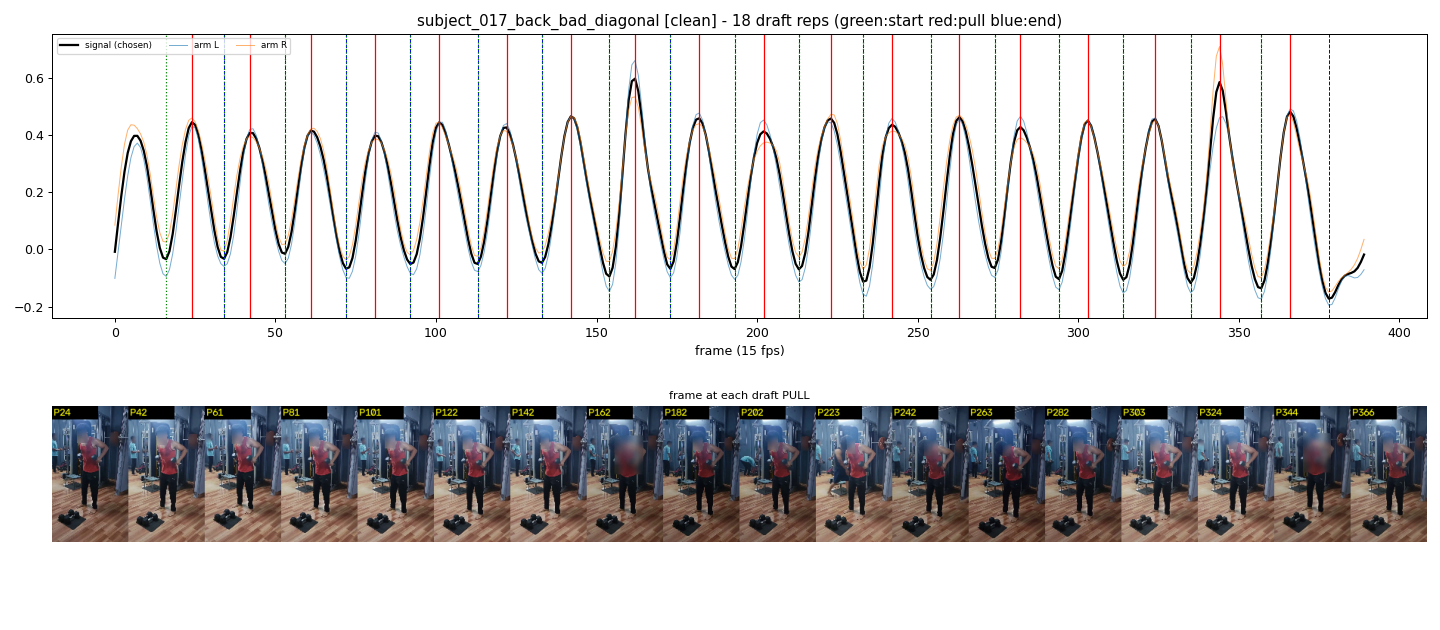 subject_017_back_bad_diagonal [clean] - 18 draft reps (green:start red:pull blue:end)
signal (chosen) arm L arm R
0.6
0.4
0.2
0.0
−0.2
0 50 100 150 200 250 300 350 400
frame (15 fps)
frame at each draft PULL
P24 P42 P61 P81 P101 P122 P142 P162 P182 P202 P223 P242 P263 P282 P303 P324 P344 P366